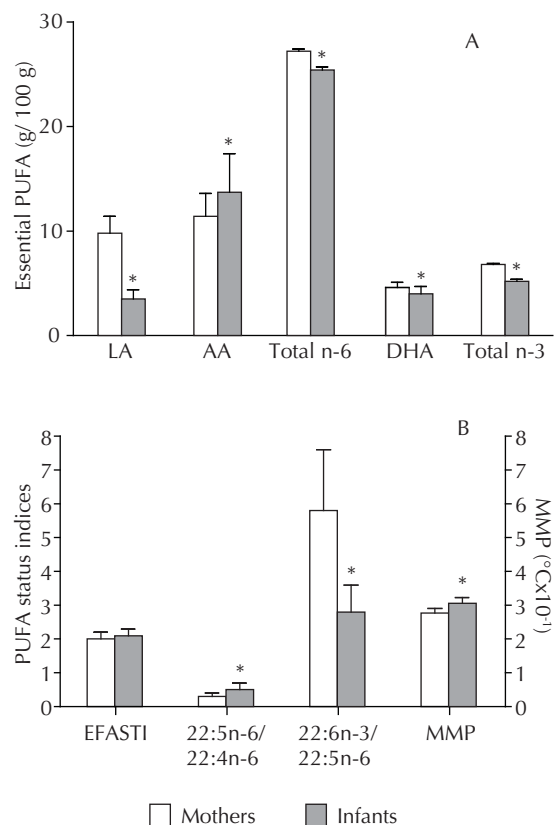 A
Essential PUFA (g/ 100 g)
30
20
10
0
*
*
*
*
*
LA AA Total n-6 DHA Total n-3
B
PUFA status indices
MMP (°Cx10⁻¹)
8 8
7 7
6 6
5 5
4 4
3 3
2 2
1 1
0 0
*
*
*
EFASTI 22:5n-6/ 22:6n-3/ MMP
22:4n-6 22:5n-6
Mothers Infants